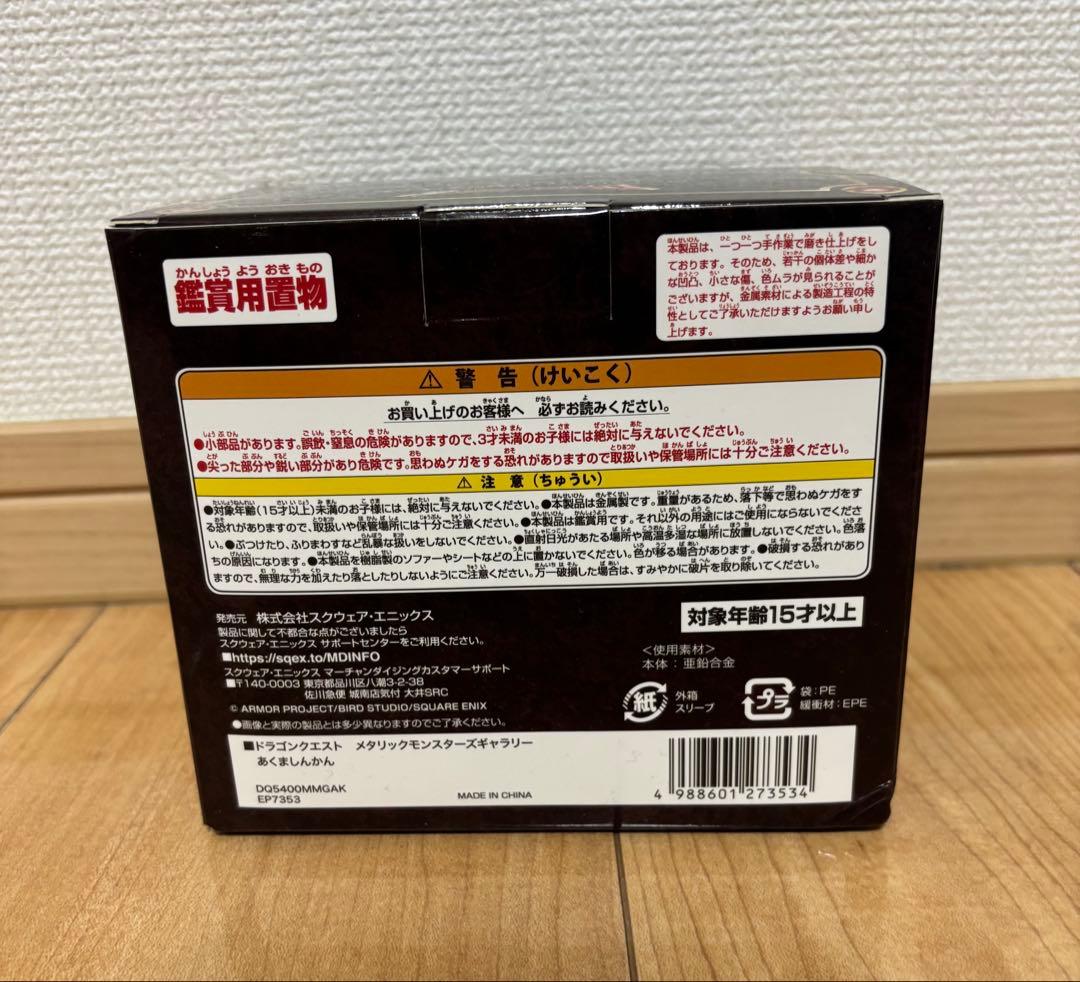 鑑賞用置物
かんしょう よう おき もの
本製品は、一つ一つ手作業で磨き仕上げをし
ております。そのため、若干の個体差や細か
な凹凸、小さな傷、色ムラが見られることが
ございますが、金属素材による製造工程の特
性としてご了承いただけますようお願い申し
上げます。
⚠ 警 告（けいこく）
お買い上げのお客様へ 必ずお読みください。
●小部品があります。誤飲・窒息の危険がありますので、3才未満のお子様には絶対に与えないでください。
●尖った部分や鋭い部分があり危険です。思わぬケガをする恐れがありますので取扱いや保管場所には十分ご注意ください。
⚠ 注 意（ちゅうい）
●対象年齢（15才以上）未満のお子様には、絶対に与えないでください。●本製品は金属製です。重量があるため、落下等で思わぬケガをす
る恐れがありますので、取扱いや保管場所には十分ご注意ください。●本製品は鑑賞用です。それ以外の用途にはご使用にならないでくださ
い。●ぶつけたり、ふりまわすなど乱暴な扱いをしないでください。●直射日光があたる場所や高温多湿な場所に放置しないでください。色落
ちの原因になります。●本製品を樹脂製のソファーやシートなどの上に置かないでください。色が移る場合があります。●破損する恐れがあり
ますので、無理な力を加えたり落としたりしないようにご注意ください。万一破損した場合は、すみやかに破片を取り除いてください。
発売元 株式会社スクウェア・エニックス
製品に関して不都合な点がございましたら
スクウェア・エニックス サポートセンターをご利用ください。
■https://sqex.to/MDINFO
スクウェア・エニックス マーチャンダイジングカスタマーサポート
■〒140-0003 東京都品川区八潮3-2-38
佐川急便 城南店気付 大井SRC
© ARMOR PROJECT/BIRD STUDIO/SQUARE ENIX
●画像と実際の製品とは多少異なりますのでご了承ください。
対象年齢15才以上
＜使用素材＞
本体：亜鉛合金
紙 外箱
スリーブ
プラ 袋：PE
緩衝材：EPE
■ドラゴンクエスト メタリックモンスターズギャラリー
あくましんかん
DQ5400MMGAK
EP7353
MADE IN CHINA
4 988601 273534